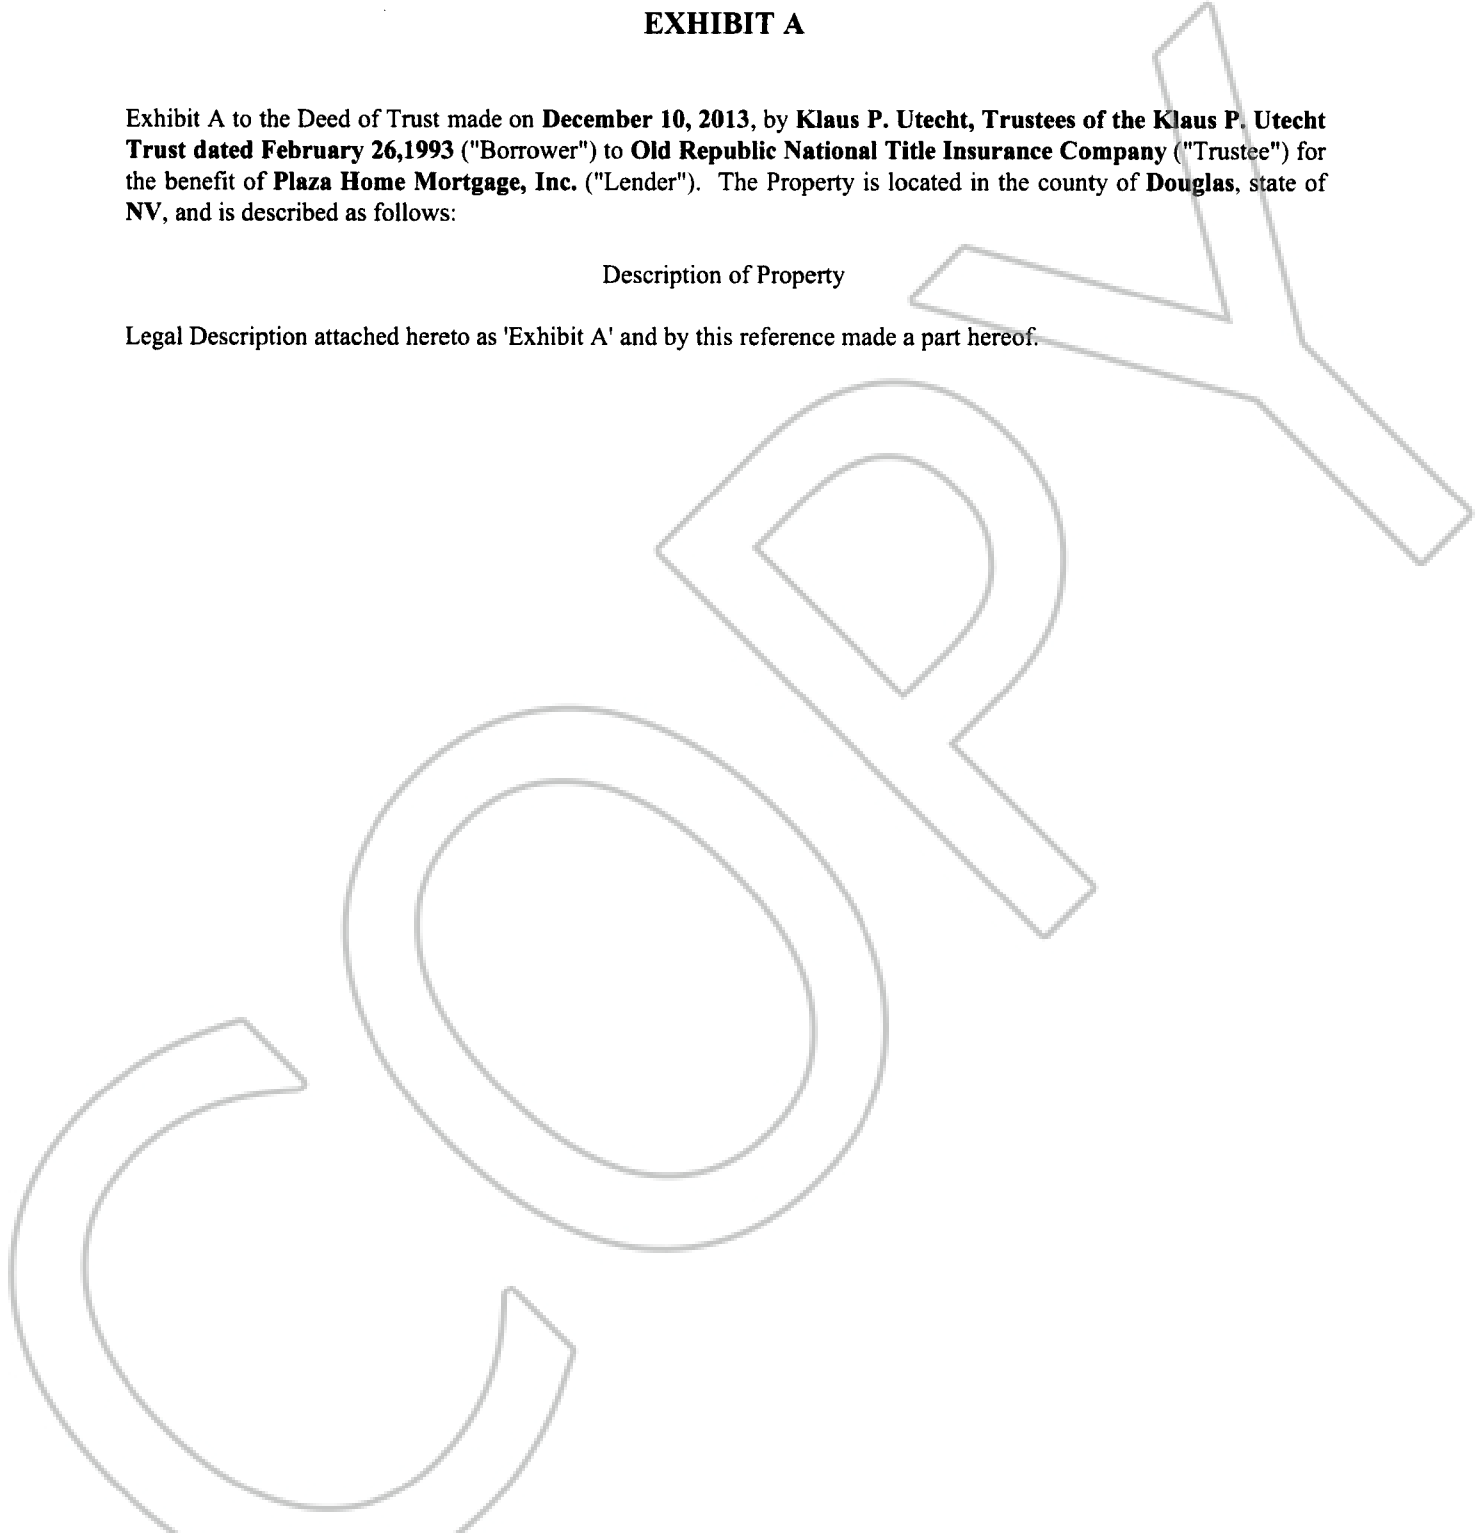 EXHIBIT A
Exhibit A to the Deed of Trust made on December 10, 2013, by Klaus P. Utecht, Trustees of the Klaus P. Utecht
Trust dated February 26,1993 ("Borrower") to Old Republic National Title Insurance Company ("Trustee") for
the benefit of Plaza Home Mortgage, Inc. ("Lender"). The Property is located in the county of Douglas, state of
NV, and is described as follows:
Description of Property
Legal Description attached hereto as 'Exhibit A' and by this reference made a part hereof.
COPY